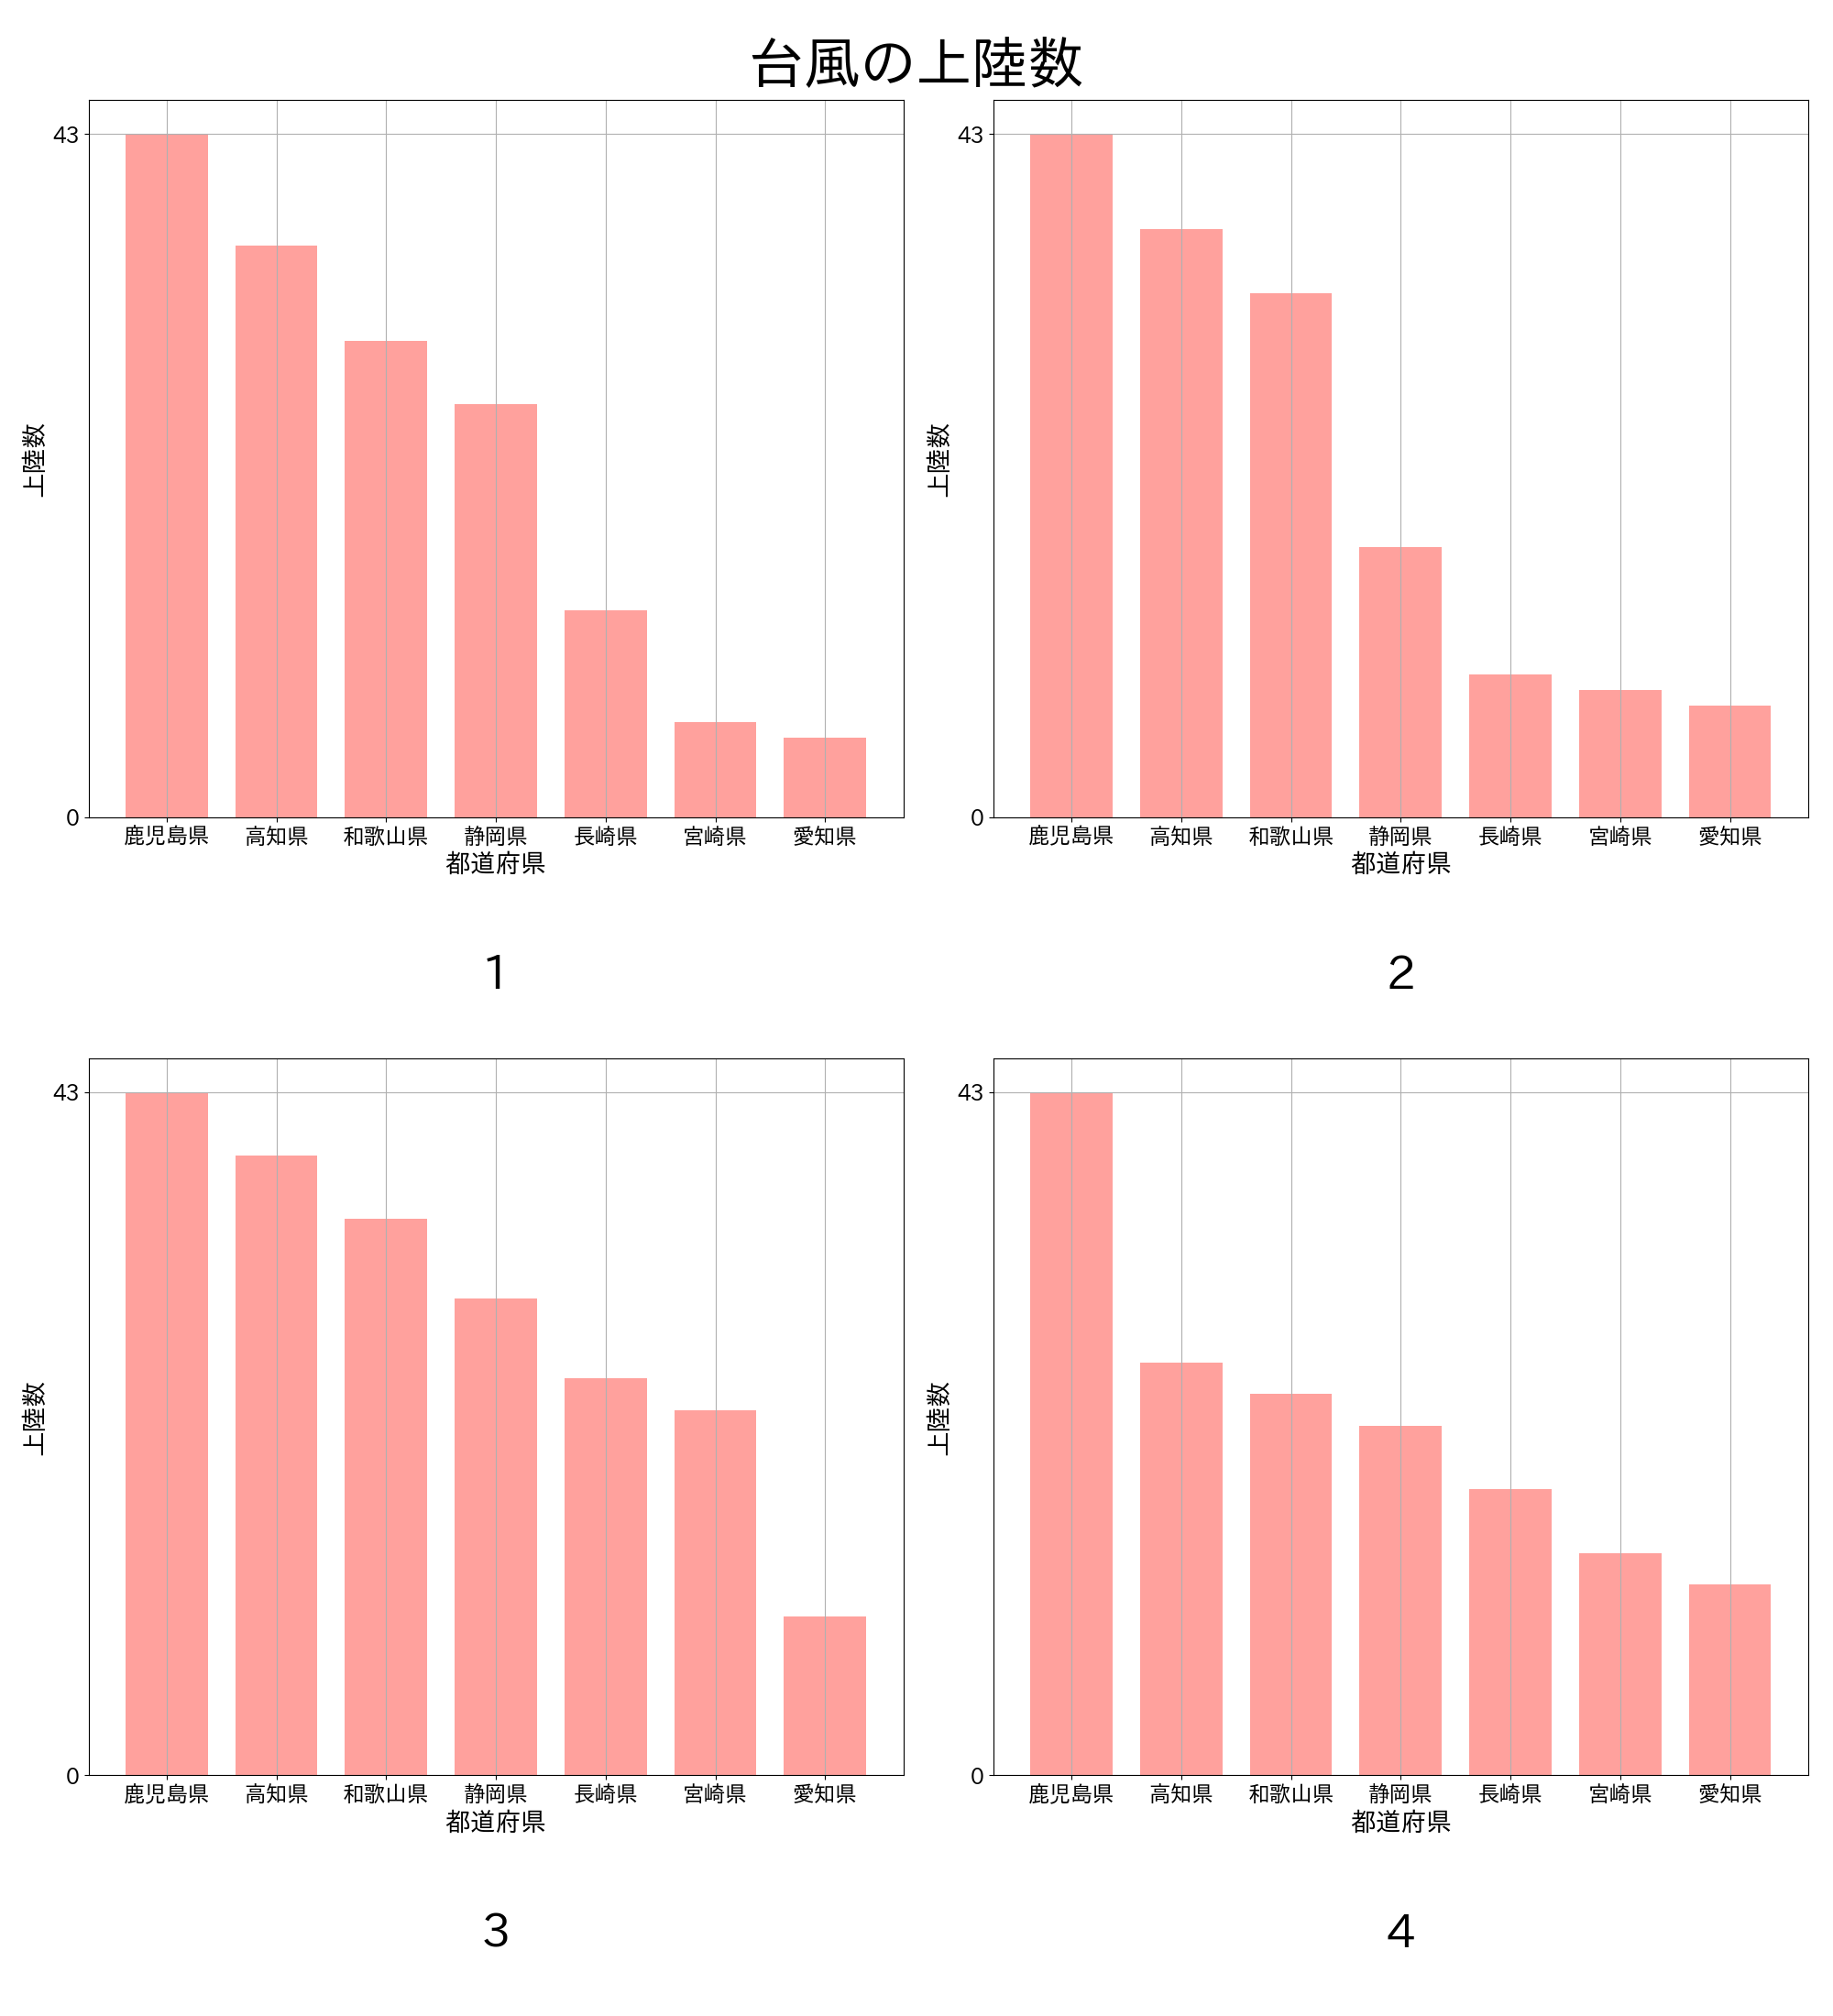 台風の上陸数
43
0
上陸数
鹿児島県 高知県 和歌山県 静岡県 長崎県 宮崎県 愛知県
都道府県
1
43
0
上陸数
鹿児島県 高知県 和歌山県 静岡県 長崎県 宮崎県 愛知県
都道府県
2
43
0
上陸数
鹿児島県 高知県 和歌山県 静岡県 長崎県 宮崎県 愛知県
都道府県
3
43
0
上陸数
鹿児島県 高知県 和歌山県 静岡県 長崎県 宮崎県 愛知県
都道府県
4